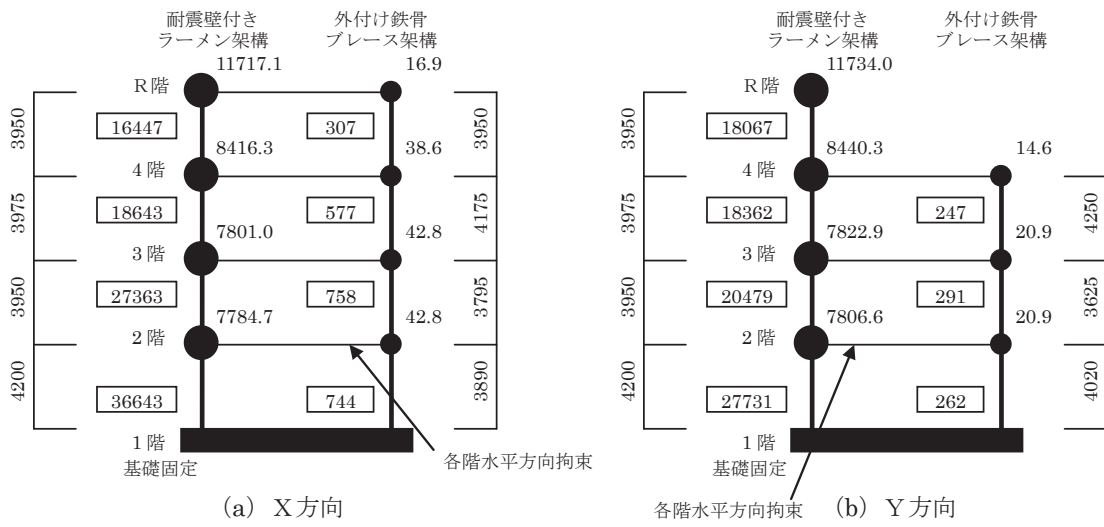 耐震壁付き
ラーメン架構
外付け鉄骨
ブレース架構
11717.1
16.9
R階
3950
16447
307
3950
8416.3
38.6
4階
3975
18643
577
4175
7801.0
42.8
3階
3950
27363
758
3795
7784.7
42.8
2階
4200
36643
744
3890
1階
基礎固定
各階水平方向拘束
(a) X方向
耐震壁付き
ラーメン架構
外付け鉄骨
ブレース架構
11734.0
R階
3950
18067
8440.3
14.6
4階
3975
18362
247
4250
7822.9
20.9
3階
3950
20479
291
3625
7806.6
20.9
2階
4200
27731
262
4020
1階
基礎固定
各階水平方向拘束
(b) Y方向